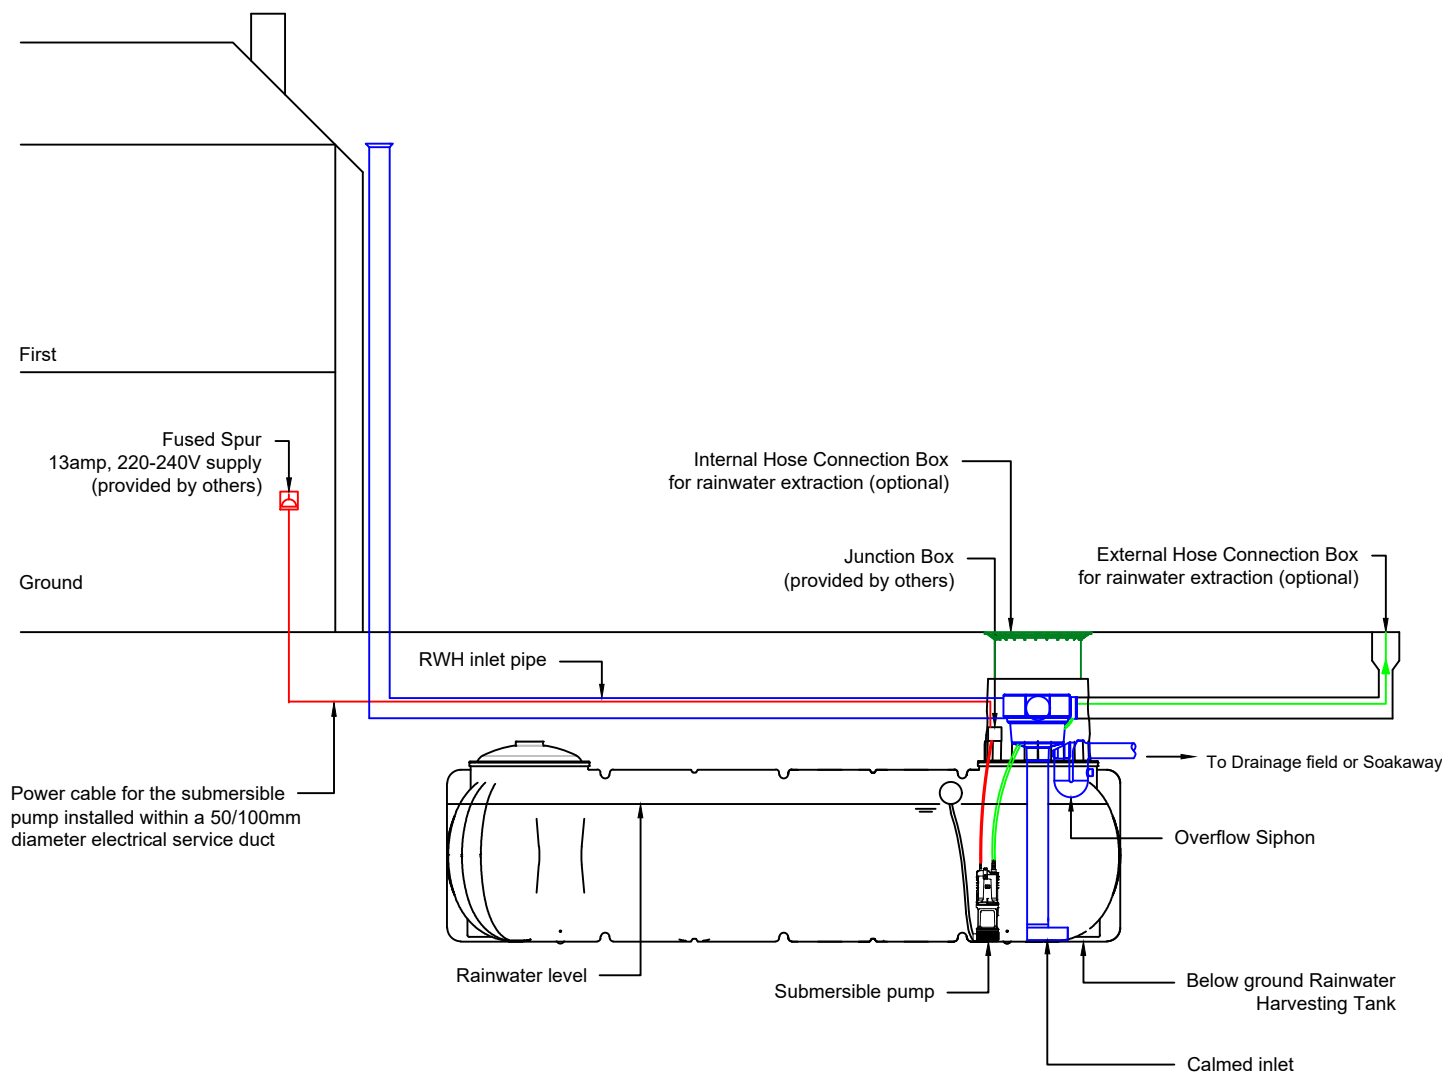 First
Fused Spur
13amp, 220-240V supply
(provided by others)
Internal Hose Connection Box
for rainwater extraction (optional)
Junction Box
(provided by others)
External Hose Connection Box
for rainwater extraction (optional)
Ground
RWH inlet pipe
To Drainage field or Soakaway
Power cable for the submersible
pump installed within a 50/100mm
diameter electrical service duct
Overflow Siphon
Rainwater level
Submersible pump
Below ground Rainwater
Harvesting Tank
Calmed inlet